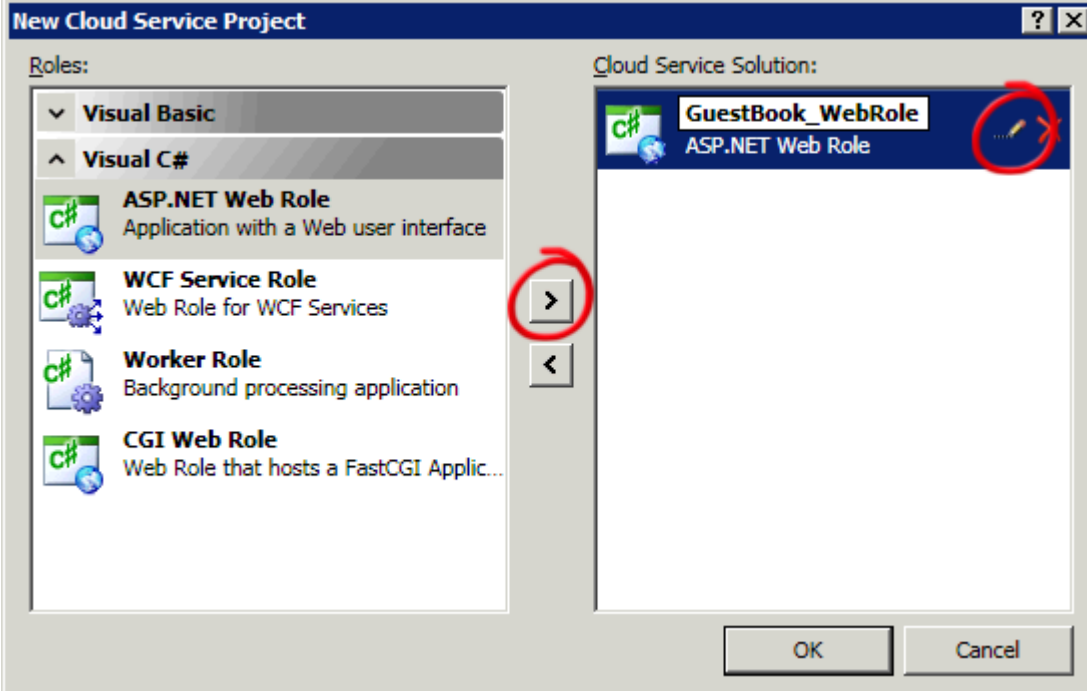 New Cloud Service Project
Roles:
Visual Basic
Visual C#
ASP.NET Web Role
Application with a Web user interface
WCF Service Role
Web Role for WCF Services
Worker Role
Background processing application
CGI Web Role
Web Role that hosts a FastCGI Applic...
Cloud Service Solution:
GuestBook_WebRole
ASP.NET Web Role
OK
Cancel